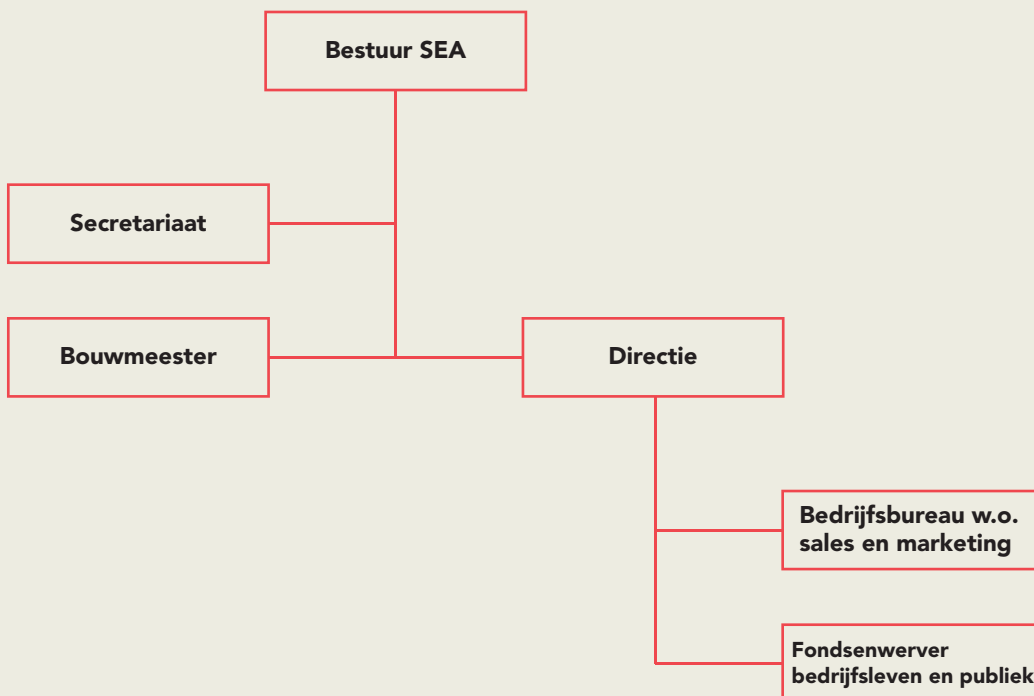 Bestuur SEA
Secretariaat
Bouwmeester
Directie
Bedrijfsbureau w.o.
sales en marketing
Fondsenwerver
bedrijfsleven en publiek